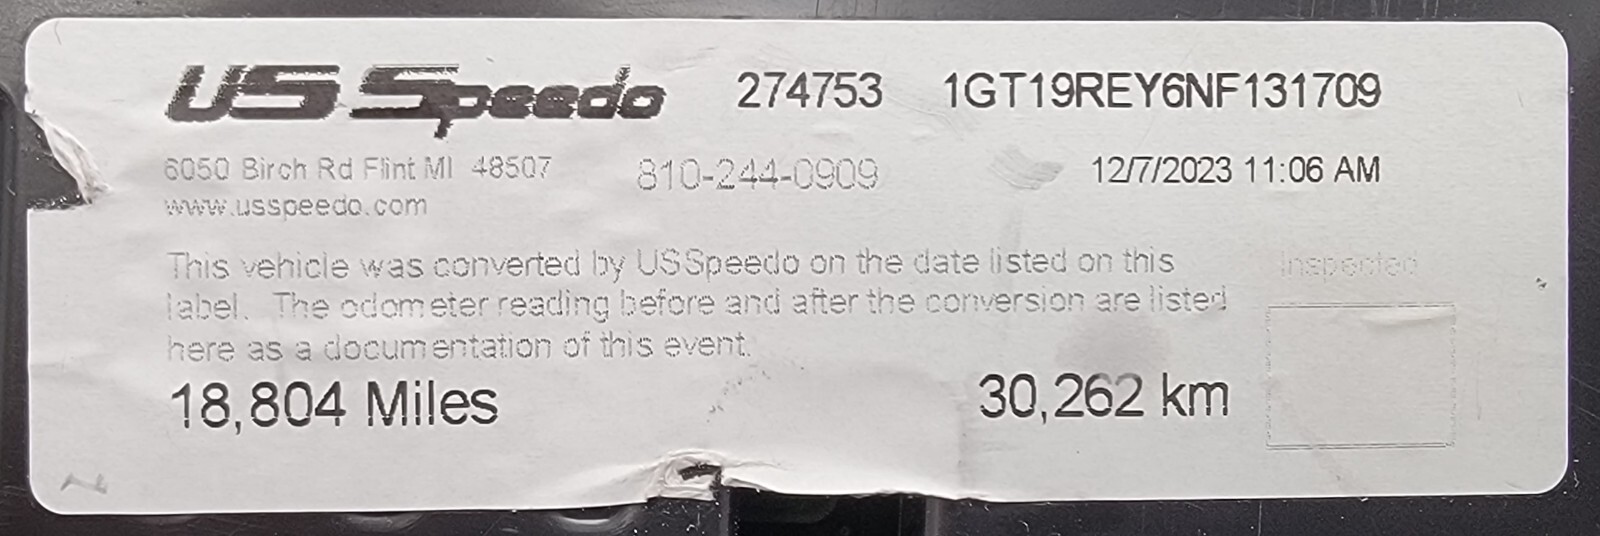 US Speedo 274753 1GT19REY6NF131709
6050 Birch Rd Flint MI 48507 810-244-0909 12/7/2023 11:06 AM
www.usspeedo.com
This vehicle was converted by USSpeedo on the date listed on this
label. The odometer reading before and after the conversion are listed
here as a documentation of this event.
Inspected
18,804 Miles 30,262 km